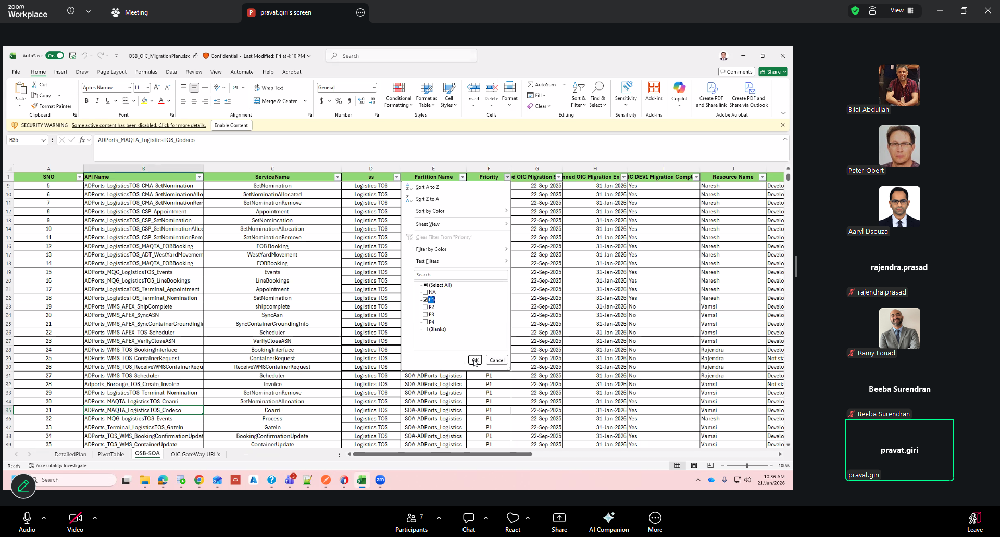 zoom
Workplace
Meeting
P pravat.giri's screen
View
AutoSave On
OSB_OIC_MigrationPlan.xlsx
Confidential • Last Modified: Fri at 4:10 PM
Search
File Home Insert Draw Page Layout Formulas Data Review View Automate Help Acrobat
Comments Share
Paste
Cut
Copy
Format Painter
Clipboard
Aptos Narrow 11
B I U
Font
Wrap Text
Merge & Center
Alignment
General
$ %
Number
Conditional Formatting
Format as Table
Cell Styles
Styles
Insert Delete Format
Cells
AutoSum
Fill
Clear
Sort & Filter
Find & Select
Editing
Sensitivity
Sensitivity
Add-ins
Add-ins
Copilot
Create PDF and Share link
Create PDF and Share via Outlook
Adobe Acrobat
SECURITY WARNING Some active content has been disabled. Click for more details. Enable Content
B35 fx ADPorts_MAQTA_LogisticsTOS_Codeco
A B C D E F G H I J
1 SNO API Name ServiceName ss Partition Name Priority d OIC Migration S nned OIC Migration En IC DEV1 Migration Compl Resource Name
9 5 ADPorts_LogisticsTOS_CMA_SetNomination SetNomination Logistics TOS 22-Sep-2025 31-Jan-2026 Yes Naresh Develo
10 6 ADPorts_LogisticsTOS_CMA_SetNominationAllo SetNominatinAllocated Logistics TOS 22-Sep-2025 31-Jan-2026 Yes Naresh Develo
11 7 ADPorts_LogisticsTOS_CMA_SetNominationRem SetNominationRemove Logistics TOS 22-Sep-2025 31-Jan-2026 Yes Naresh Develo
12 8 ADPorts_LogisticsTOS_CSP_Appointment Appointment Logistics TOS 22-Sep-2025 31-Jan-2026 Yes Naresh Develo
13 9 ADPorts_LogisticsTOS_CSP_SetNomination SetNomincation Logistics TOS 22-Sep-2025 31-Jan-2026 Yes Naresh Develo
14 10 ADPorts_LogisticsTOS_CSP_SetNominationAlloc SetNominationAllocation Logistics TOS 22-Sep-2025 31-Jan-2026 Yes Naresh Develo
15 11 ADPorts_LogisticsTOS_CSP_SetNominationRem SetNominationRemove Logistics TOS 22-Sep-2025 31-Jan-2026 Yes Naresh Develo
16 12 ADPorts_LogisticsTOS_MAQTA_FOBBooking FOB Booking Logistics TOS 22-Sep-2025 31-Jan-2026 Yes Naresh Develo
17 13 ADPorts_LogisticsTOS_ADT_WestYardMovement WestYardMovement Logistics TOS 22-Sep-2025 31-Jan-2026 Yes Naresh Develo
18 14 ADPorts_LogisticsTOS_MAQTA_FOBBooking FOBBooking Logistics TOS 22-Sep-2025 31-Jan-2026 Yes Naresh Develo
19 15 ADPorts_MQG_LogisticsTOS_Events Events Logistics TOS 22-Sep-2025 31-Jan-2026 Yes Naresh Develo
20 16 ADPorts_MQG_LogisticsTOS_LineBookings LineBookings Logistics TOS 22-Sep-2025 31-Jan-2026 Yes Naresh Develo
21 17 ADPorts_LogisticsTOS_Terminal_Appointment Appointment Logistics TOS 22-Sep-2025 31-Jan-2026 Yes Naresh Develo
22 18 ADPorts_LogisticsTOS_Terminal_Nomination SetNomination Logistics TOS 22-Sep-2025 31-Jan-2026 Yes Naresh Develo
23 19 ADPorts_WMS_APEX_ShipComplete shipcomplete Logistics TOS 22-Sep-2025 31-Jan-2026 No Vamsi Develo
24 20 ADPorts_WMS_APEX_SyncASN SyncAsn Logistics TOS 22-Sep-2025 31-Jan-2026 No Vamsi Develo
25 21 ADPorts_WMS_APEX_SyncContainerGroundingIr SyncContainerGroundingInfo Logistics TOS 22-Sep-2025 31-Jan-2026 No Vamsi Develo
26 22 ADPorts_WMS_APEX_TOS_Scheduler Scheduler Logistics TOS 22-Sep-2025 31-Jan-2026 No Vamsi Develo
27 23 ADPorts_WMS_APEX_VerifyCloseASN VerifyCloseASN Logistics TOS 22-Sep-2025 31-Jan-2026 No Vamsi Develo
28 24 ADPorts_WMS_TOS_BookingInterface BookingInterface Logistics TOS 22-Sep-2025 31-Jan-2026 No Rajendra Develo
29 25 ADPorts_WMS_TOS_ContainerRequest ContainerRequest Logistics TOS 22-Sep-2025 31-Jan-2026 No Rajendra Not sta
30 26 ADPorts_WMS_TOS_ReceiveWMSContainerRequ ReceiveWMSContainerRequest Logistics TOS 22-Sep-2025 31-Jan-2026 No Rajendra Develo
31 27 ADPorts_WMS_TOS_Scheduler Scheduler Logistics TOS SOA-ADPorts_Logistics P1 22-Sep-2025 31-Jan-2026 No Rajendra Develo
32 28 Adports_Borouge_TOS_Create_Invoice invoice Logistics TOS SOA-ADPorts_Logistics P1 22-Sep-2025 31-Jan-2026 No Vamsi Not sta
33 29 ADPorts_LogisticsTOS_Terminal_Nomination SetNominationRemove Logistics TOS SOA-ADPorts_Logistics P1 22-Sep-2025 31-Jan-2026 No Vamsi Develo
34 30 ADPorts_MAQTA_LogisticsTOS_Coarri SetNominationAllcoation Logistics TOS SOA-ADPorts_Logistics P1 22-Sep-2025 31-Jan-2026 Yes Vamsi Develo
35 31 ADPorts_MAQTA_LogisticsTOS_Codeco Coarri Logistics TOS SOA-ADPorts_Logistics P1 22-Sep-2025 31-Jan-2026 Yes Vamsi Develo
36 32 ADPorts_MQG_LogisticsTOS_Events Process Logistics TOS SOA-ADPorts_Logistics P1 22-Sep-2025 31-Jan-2026 Yes Naresh Develo
37 33 ADPorts_Terminal_LogisticsTOS_GateIn GateIn Logistics TOS SOA-ADPorts_Logistics P1 22-Sep-2025 31-Jan-2026 Yes Vamsi Develo
38 34 ADPorts_TOS_WMS_BookingConfirmationUpdat BookingConfirmationUpdate Logistics TOS SOA-ADPorts_Logistics P1 22-Sep-2025 31-Jan-2026 Yes Vamsi Develo
39 35 ADPorts_TOS_WMS_ContainerUpdate ContainerUpdate Logistics TOS SOA-ADPorts_Logistics P1 22-Sep-2025 31-Jan-2026 Yes Vamsi Develo
Sort A to Z
Sort Z to A
Sort by Color
Sheet View
Clear Filter From "Priority"
Filter by Color
Text Filters
Search
(Select All)
NA
P1
P2
P3
P4
(Blanks)
OK Cancel
DetailedPlan PivotTable OSB-SOA OIC GateWay URL's
Ready Accessibility: Investigate 100%
Search
3
zm
10:36 AM
21/Jan/2026
Bilal Abdullah
Peter Obert
Aaryl Dsouza
rajendra.prasad
rajendra.prasad
Ramy Fouad
Beeba Surendran
Beeba Surendran
pravat.giri
pravat.giri
Audio Video Participants 7 Chat React Share AI Companion More Leave